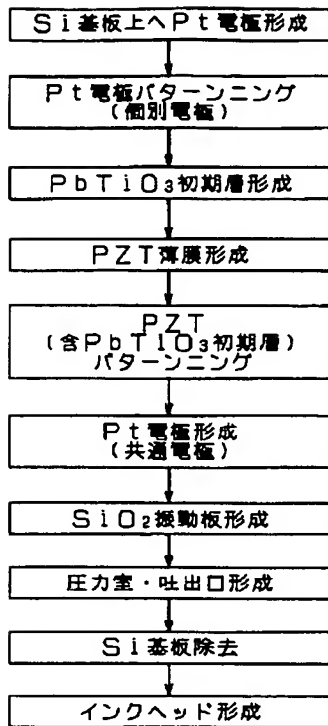 Si基板上へPt電極形成
Pt電極パターンニング
(個別電極)
PbTiO₃初期層形成
PZT薄膜形成
PZT
(含PbTiO₃初期層)
パターンニング
Pt電極形成
(共通電極)
SiO₂振動板形成
圧力室・吐出口形成
Si基板除去
インクヘッド形成